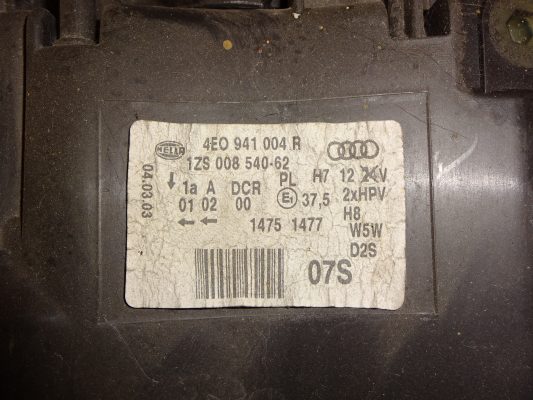 HELLA 4E0 941 004 R
1ZS 008 540-62
04.03.03
1a A DCR PL H7 12 24V
01 02 00 E1 37,5 2xHPV
H8
1475 1477 W5W
D2S
07S